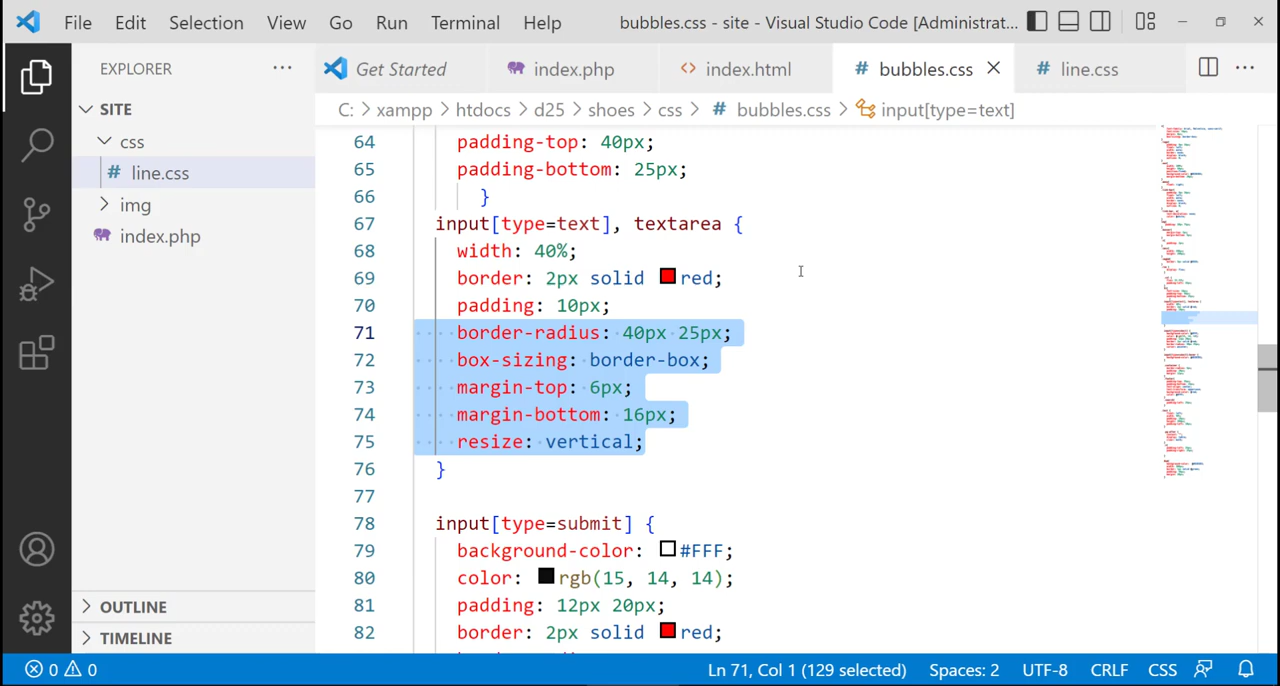 File Edit Selection View Go Run Terminal Help bubbles.css - site - Visual Studio Code [Administrat...
EXPLORER ...
Get Started index.php index.html # bubbles.css # line.css ...
SITE
C: > xampp > htdocs > d25 > shoes > css > # bubbles.css > input[type=text]
css
# line.css
img
index.php
64 padding-top: 40px;
65 padding-bottom: 25px;
66 }
67 input[type=text], textarea {
68 width: 40%;
69 border: 2px solid red;
70 padding: 10px;
71 border-radius: 40px 25px;
72 box-sizing: border-box;
73 margin-top: 6px;
74 margin-bottom: 16px;
75 resize: vertical;
76 }
77
78 input[type=submit] {
79 background-color: #FFF;
80 color: rgb(15, 14, 14);
81 padding: 12px 20px;
82 border: 2px solid red;
OUTLINE
TIMELINE
0 0 Ln 71, Col 1 (129 selected) Spaces: 2 UTF-8 CRLF CSS